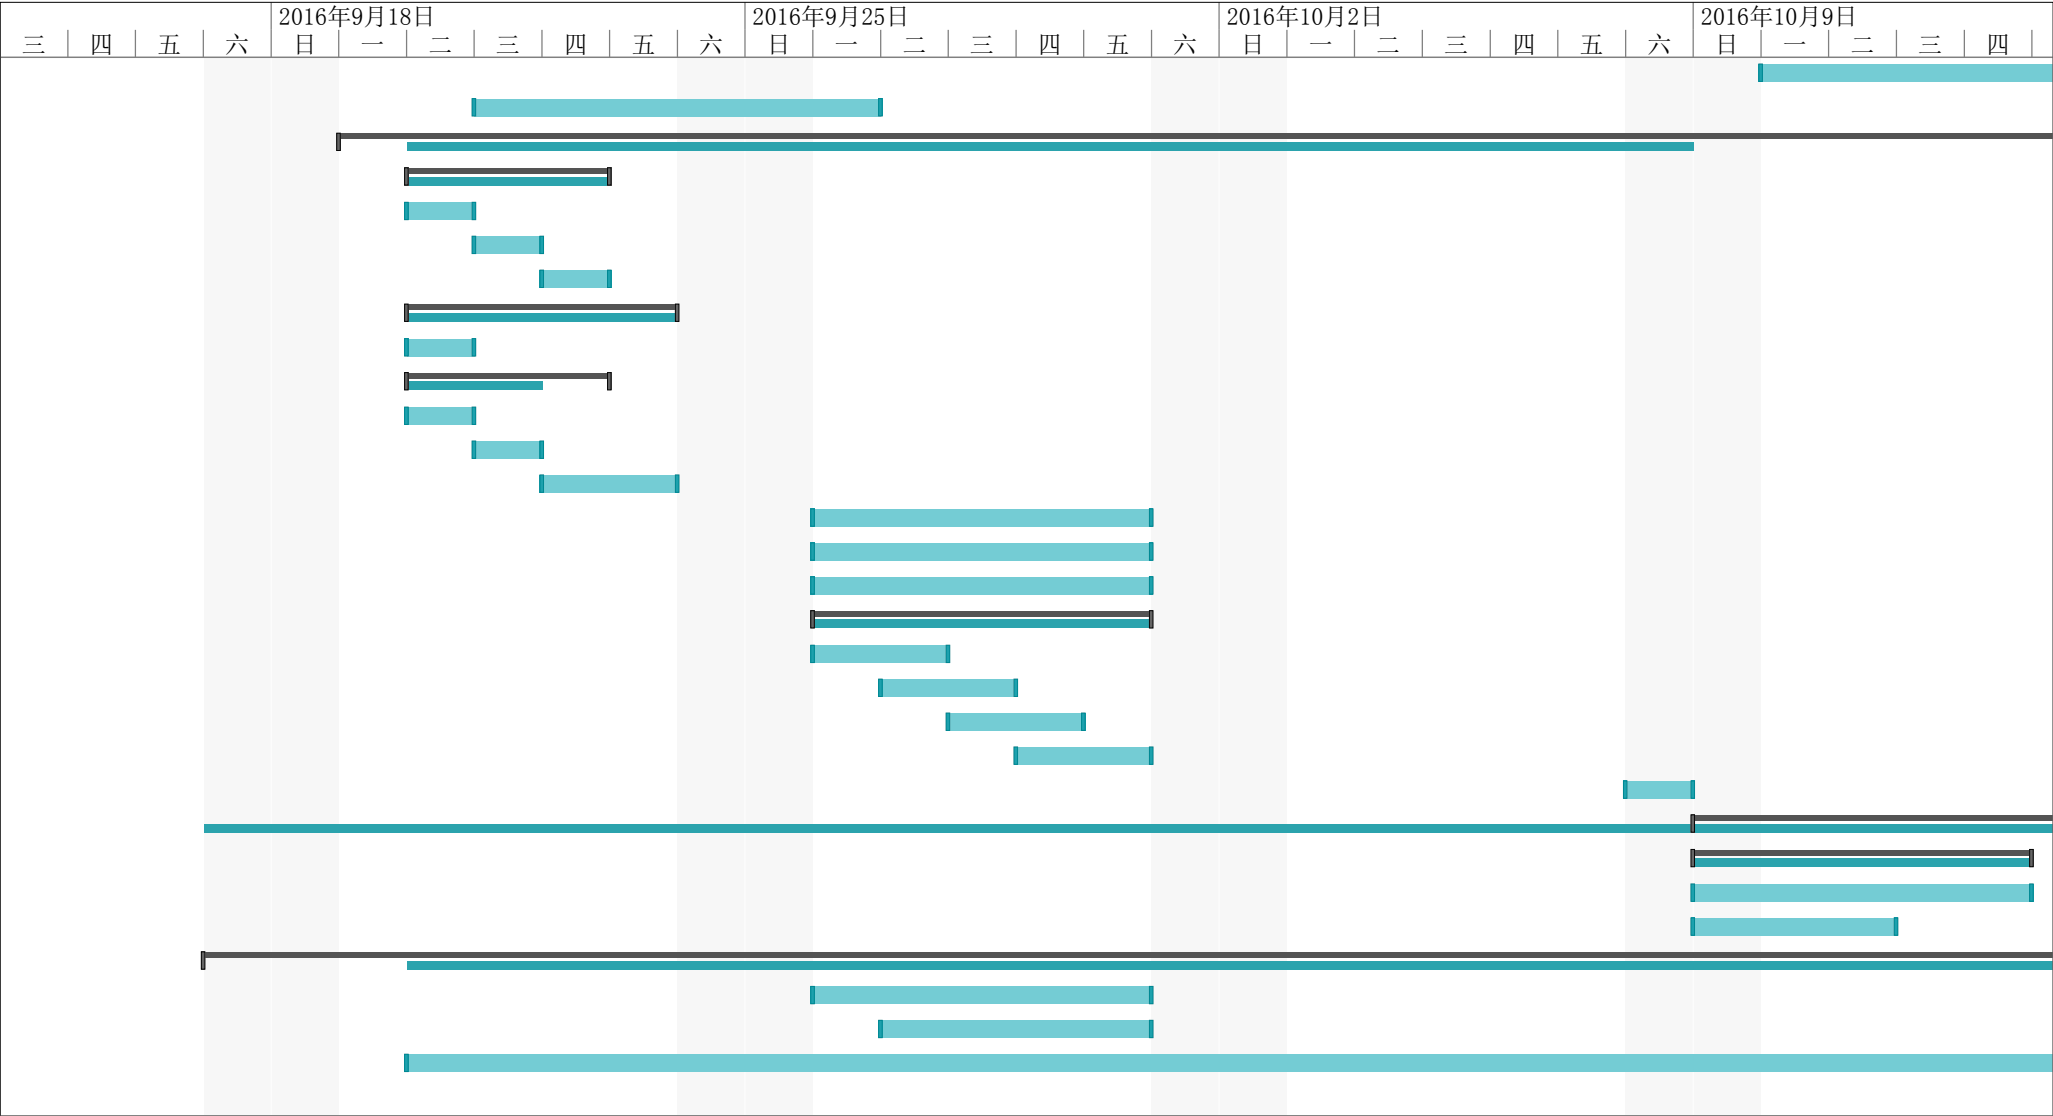 2016年9月18日 2016年9月25日 2016年10月2日 2016年10月9日
三 四 五 六 日 一 二 三 四 五 六 日 一 二 三 四 五 六 日 一 二 三 四 五 六 日 一 二 三 四